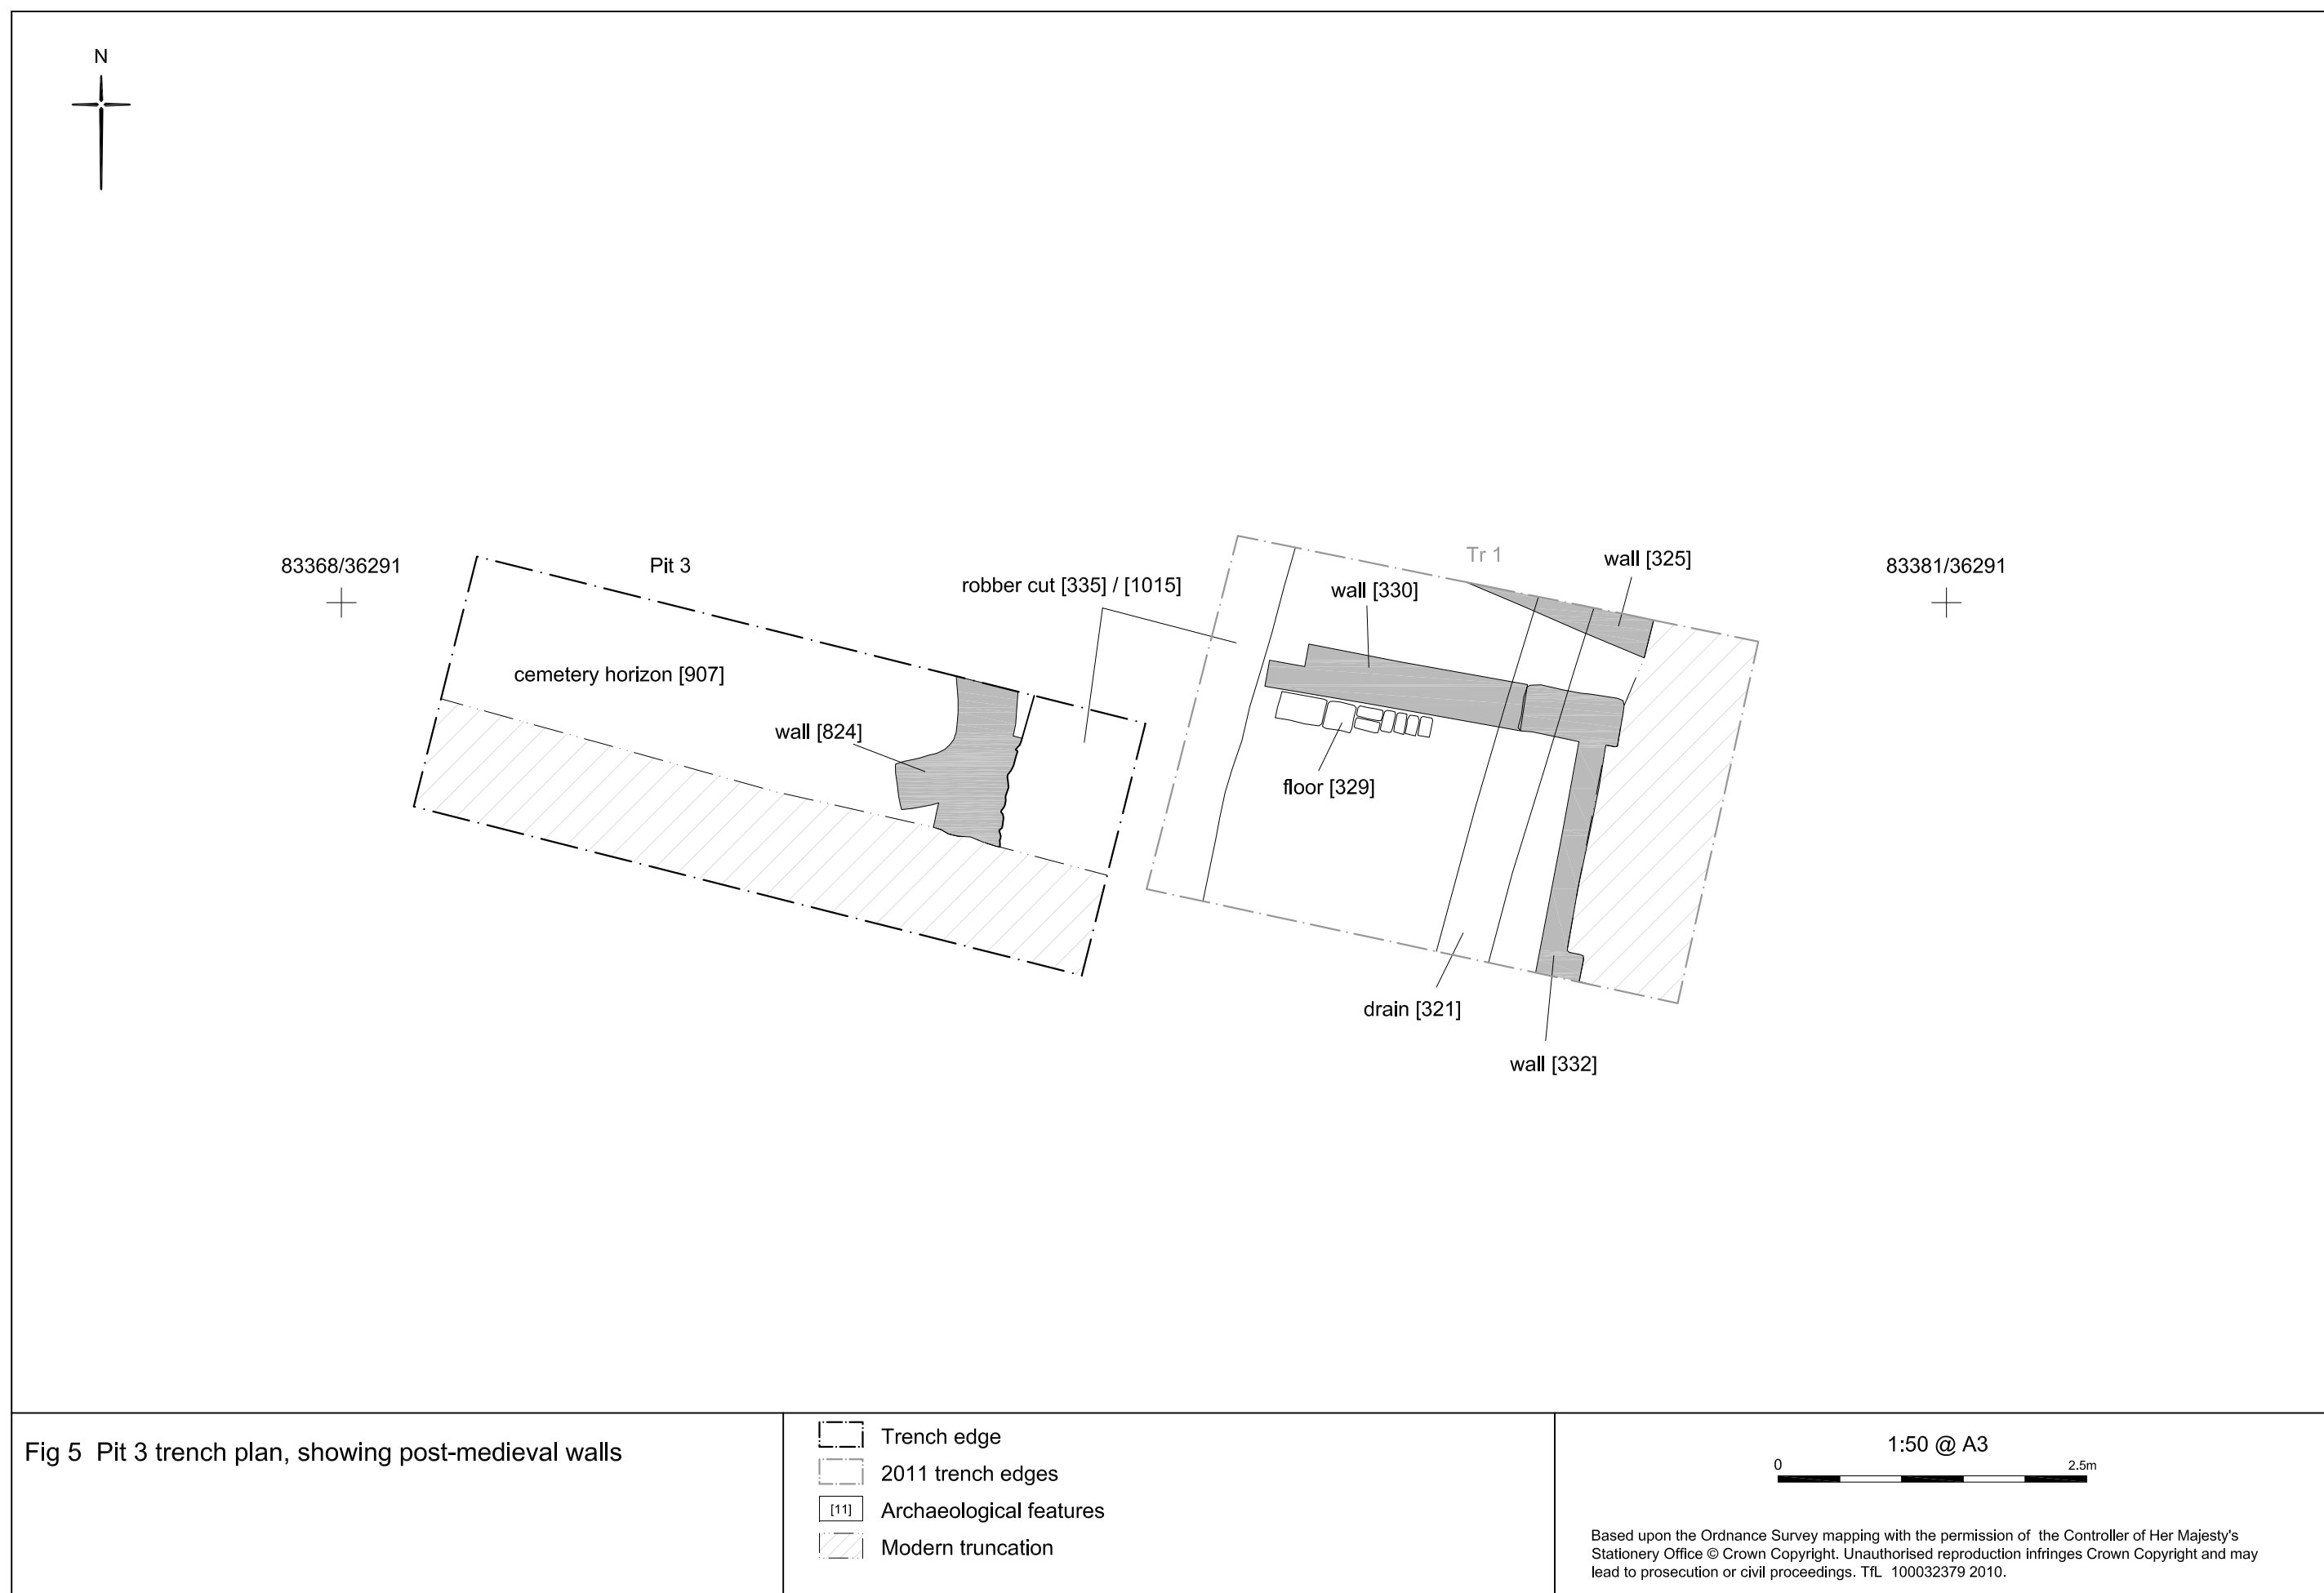 N
83368/36291
Pit 3
robber cut [335] / [1015]
Tr 1
wall [325]
83381/36291
wall [330]
cemetery horizon [907]
wall [824]
floor [329]
drain [321]
wall [332]
Fig 5 Pit 3 trench plan, showing post-medieval walls
Trench edge
2011 trench edges
[11] Archaeological features
Modern truncation
1:50 @ A3
0 2.5m
Based upon the Ordnance Survey mapping with the permission of the Controller of Her Majesty's
Stationery Office © Crown Copyright. Unauthorised reproduction infringes Crown Copyright and may
lead to prosecution or civil proceedings. TfL 100032379 2010.